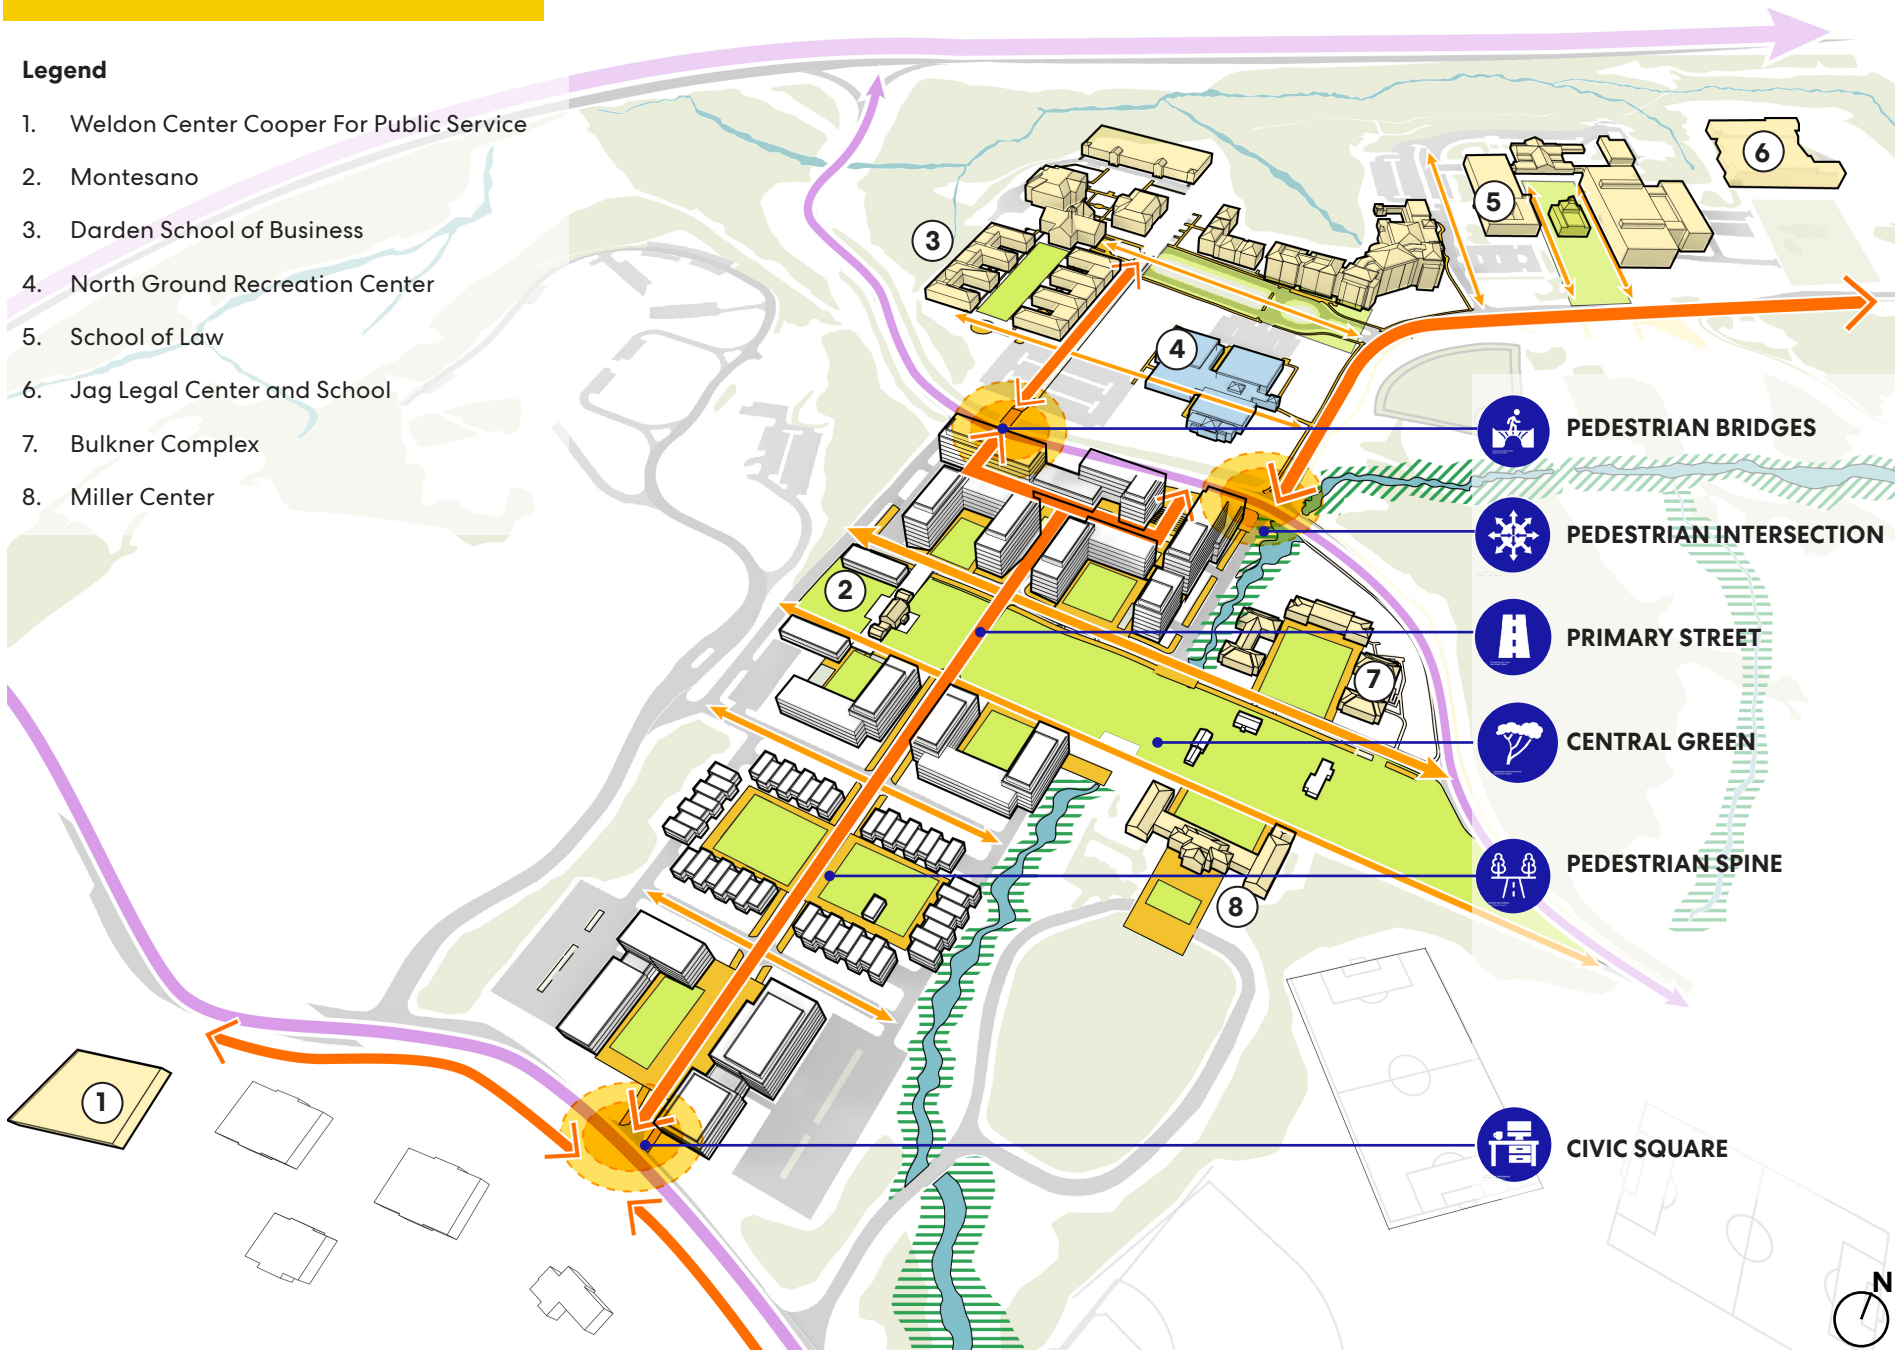 Legend
1. Weldon Center Cooper For Public Service
2. Montesano
3. Darden School of Business
4. North Ground Recreation Center
5. School of Law
6. Jag Legal Center and School
7. Bulkner Complex
8. Miller Center
6
5
3
4
PEDESTRIAN BRIDGES
PEDESTRIAN INTERSECTION
2
PRIMARY STREET
7
CENTRAL GREEN
PEDESTRIAN SPINE
8
1
CIVIC SQUARE
N